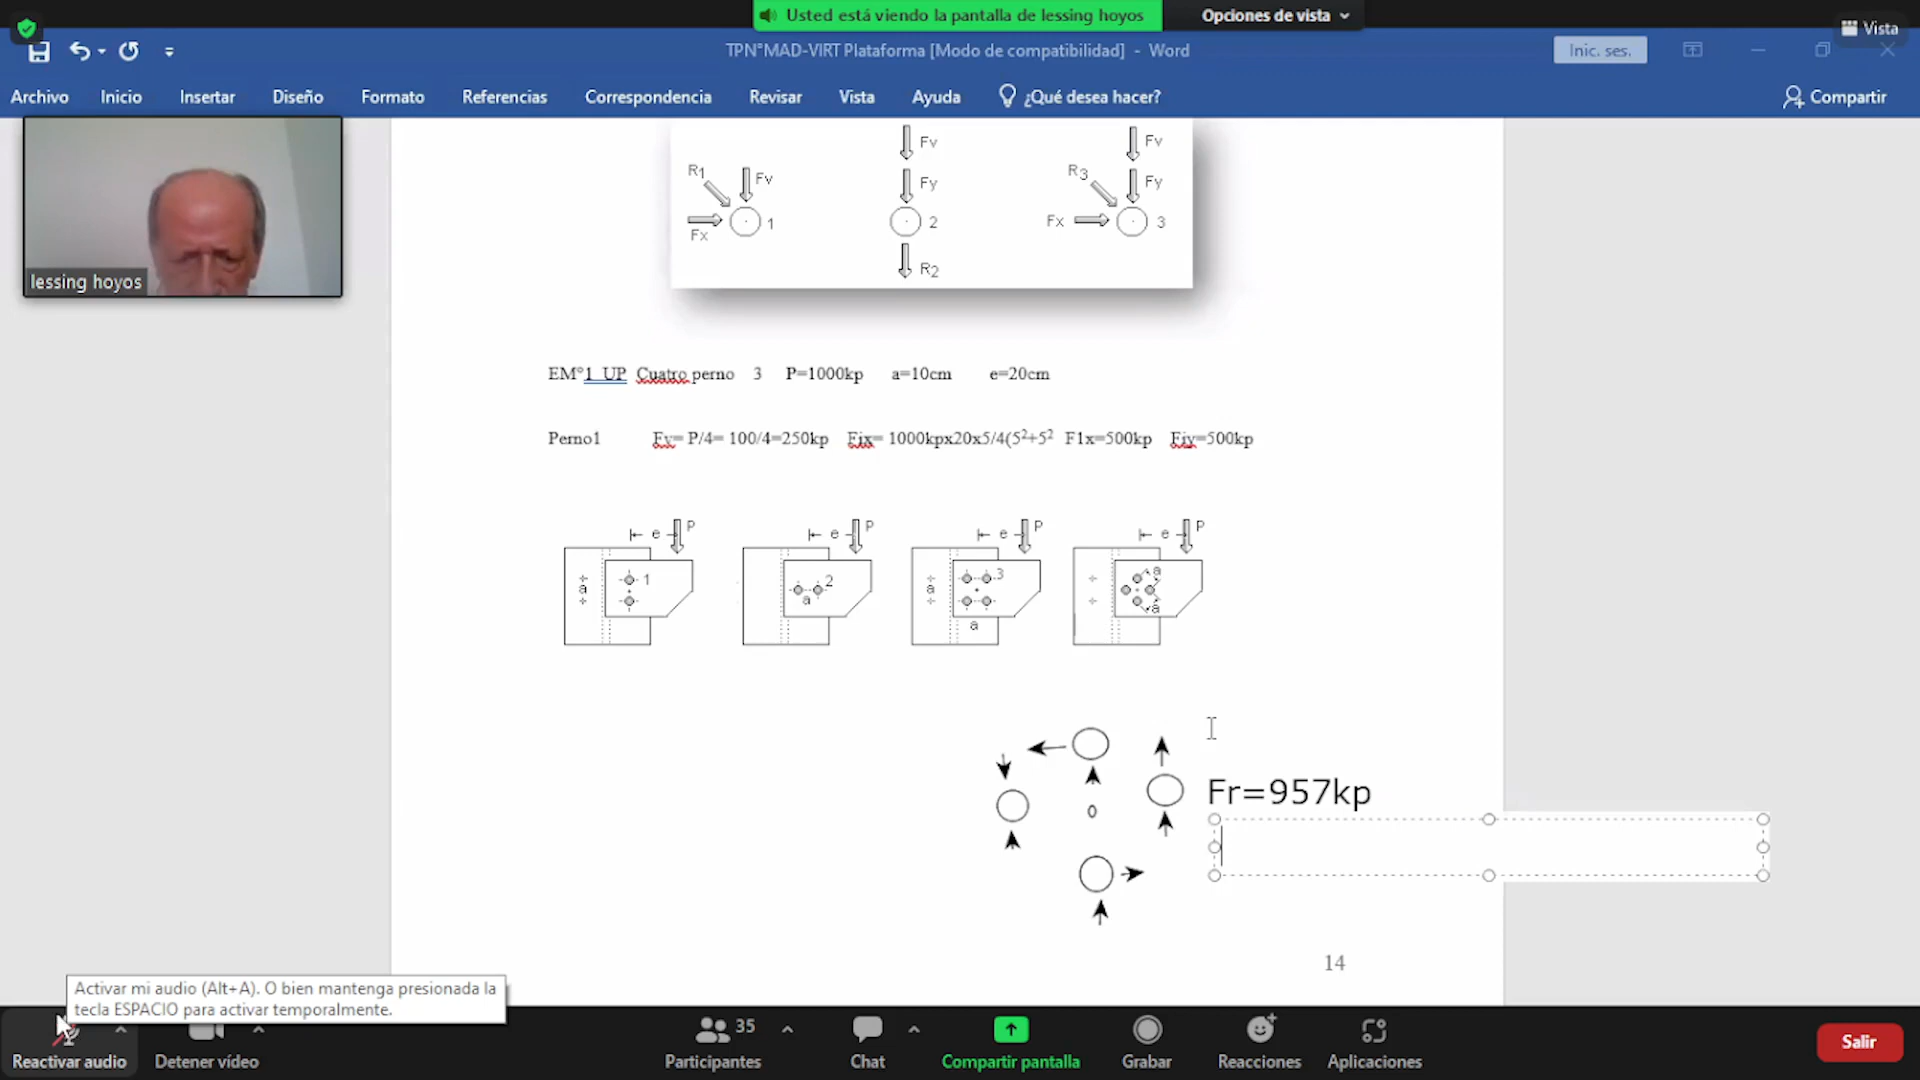 Usted está viendo la pantalla de lessing hoyos
Opciones de vista
Vista
TPN°MAD-VIRT Plataforma [Modo de compatibilidad] - Word
Inic. ses.
Archivo Inicio Insertar Diseño Formato Referencias Correspondencia Revisar Vista Ayuda ¿Qué desea hacer? Compartir
lessing hoyos
R1 Fv Fx 1
Fv Fy 2 R2
Fv R3 Fy Fx 3
EM°1 UP Cuatro perno 3 P=1000kp a=10cm e=20cm
Perno1 Fv= P/4= 100/4=250kp Fix= 1000kpx20x5/4(5²+5² F1x=500kp Fiy=500kp
e P a 1
e P 2 a
e P a 3 a
e P a a
Fr=957kp
14
Activar mi audio (Alt+A). O bien mantenga presionada la
tecla ESPACIO para activar temporalmente.
35
Reactivar audio Detener vídeo Participantes Chat Compartir pantalla Grabar Reacciones Aplicaciones Salir